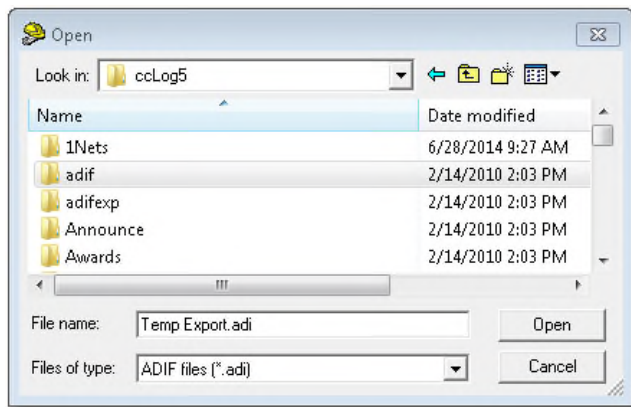 Open
Look in: ccLog5
Name Date modified
1Nets 6/28/2014 9:27 AM
adif 2/14/2010 2:03 PM
adifexp 2/14/2010 2:03 PM
Announce 2/14/2010 2:03 PM
Awards 2/14/2010 2:03 PM
File name: Temp Export.adi Open
Files of type: ADIF files (*.adi) Cancel